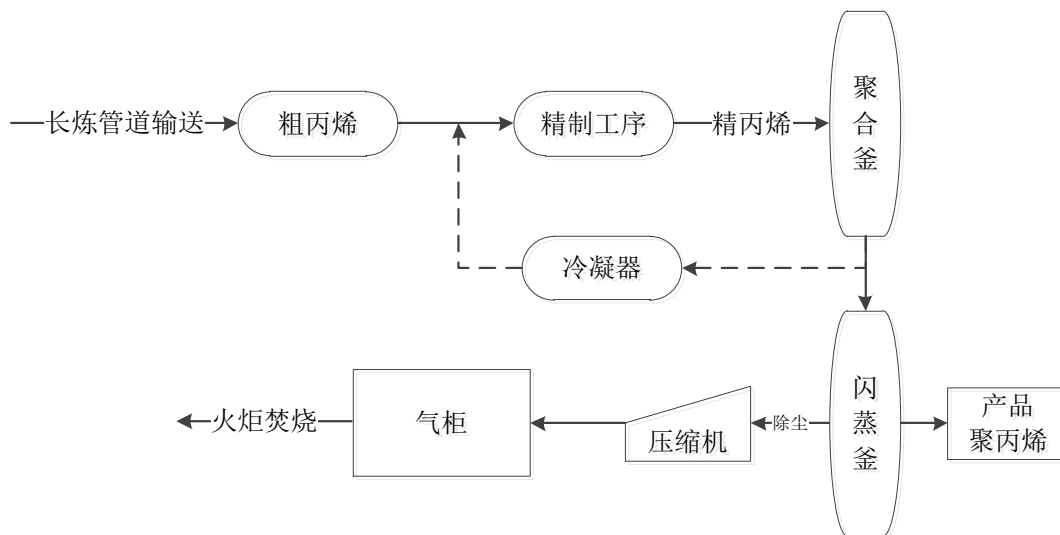 长炼管道输送
粗丙烯
精制工序
精丙烯
聚合釜
冷凝器
火炬焚烧
气柜
压缩机
除尘
闪蒸釜
产品
聚丙烯